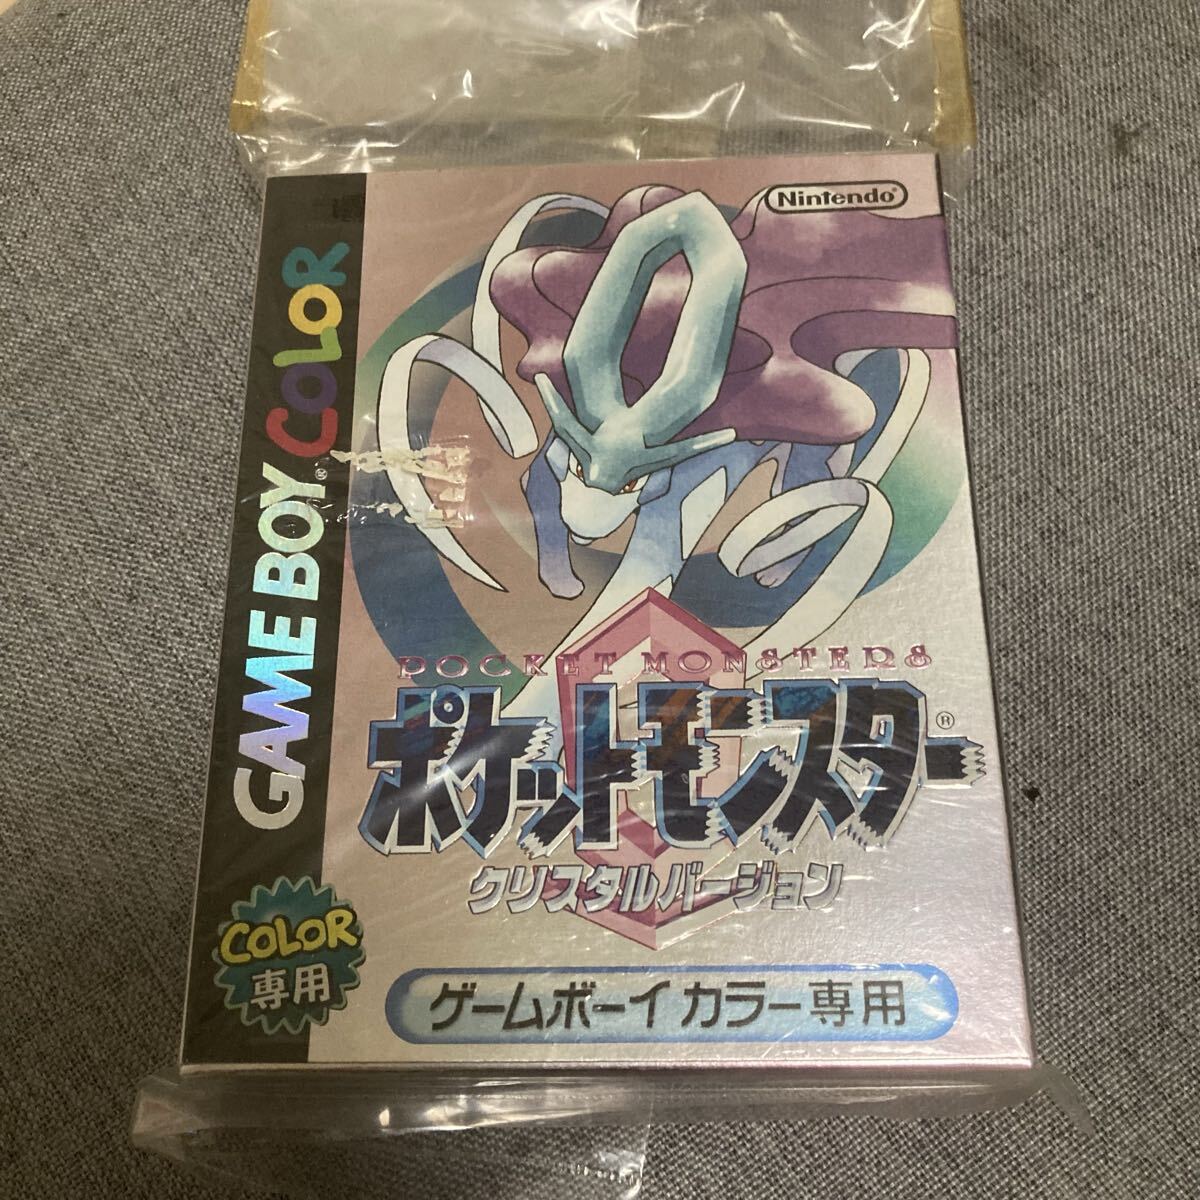 Nintendo®
GAME BOY® COLOR
POCKET MONSTERS
ポケットモンスター®
クリスタルバージョン
COLOR
専用
ゲームボーイ カラー専用